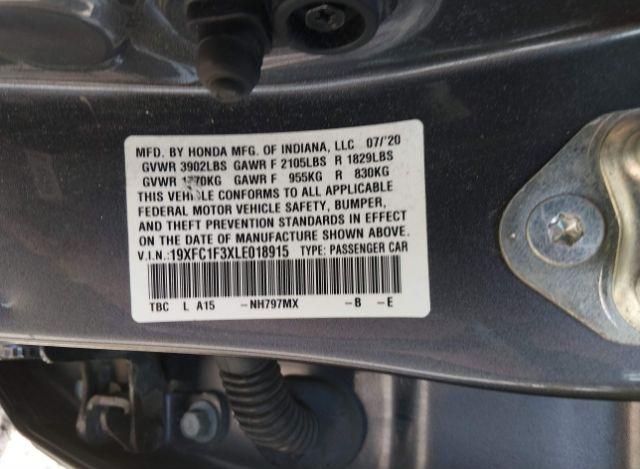 MFD. BY HONDA MFG. OF INDIANA, LLC 07/'20
GVWR 3902LBS GAWR F 2105LBS R 1829LBS
GVWR 1770KG GAWR F 955KG R 830KG
THIS VEHICLE CONFORMS TO ALL APPLICABLE
FEDERAL MOTOR VEHICLE SAFETY, BUMPER,
AND THEFT PREVENTION STANDARDS IN EFFECT
ON THE DATE OF MANUFACTURE SHOWN ABOVE.
V.I.N.:19XFC1F3XLE018915 TYPE: PASSENGER CAR
TBC L A15 -NH797MX -B -E